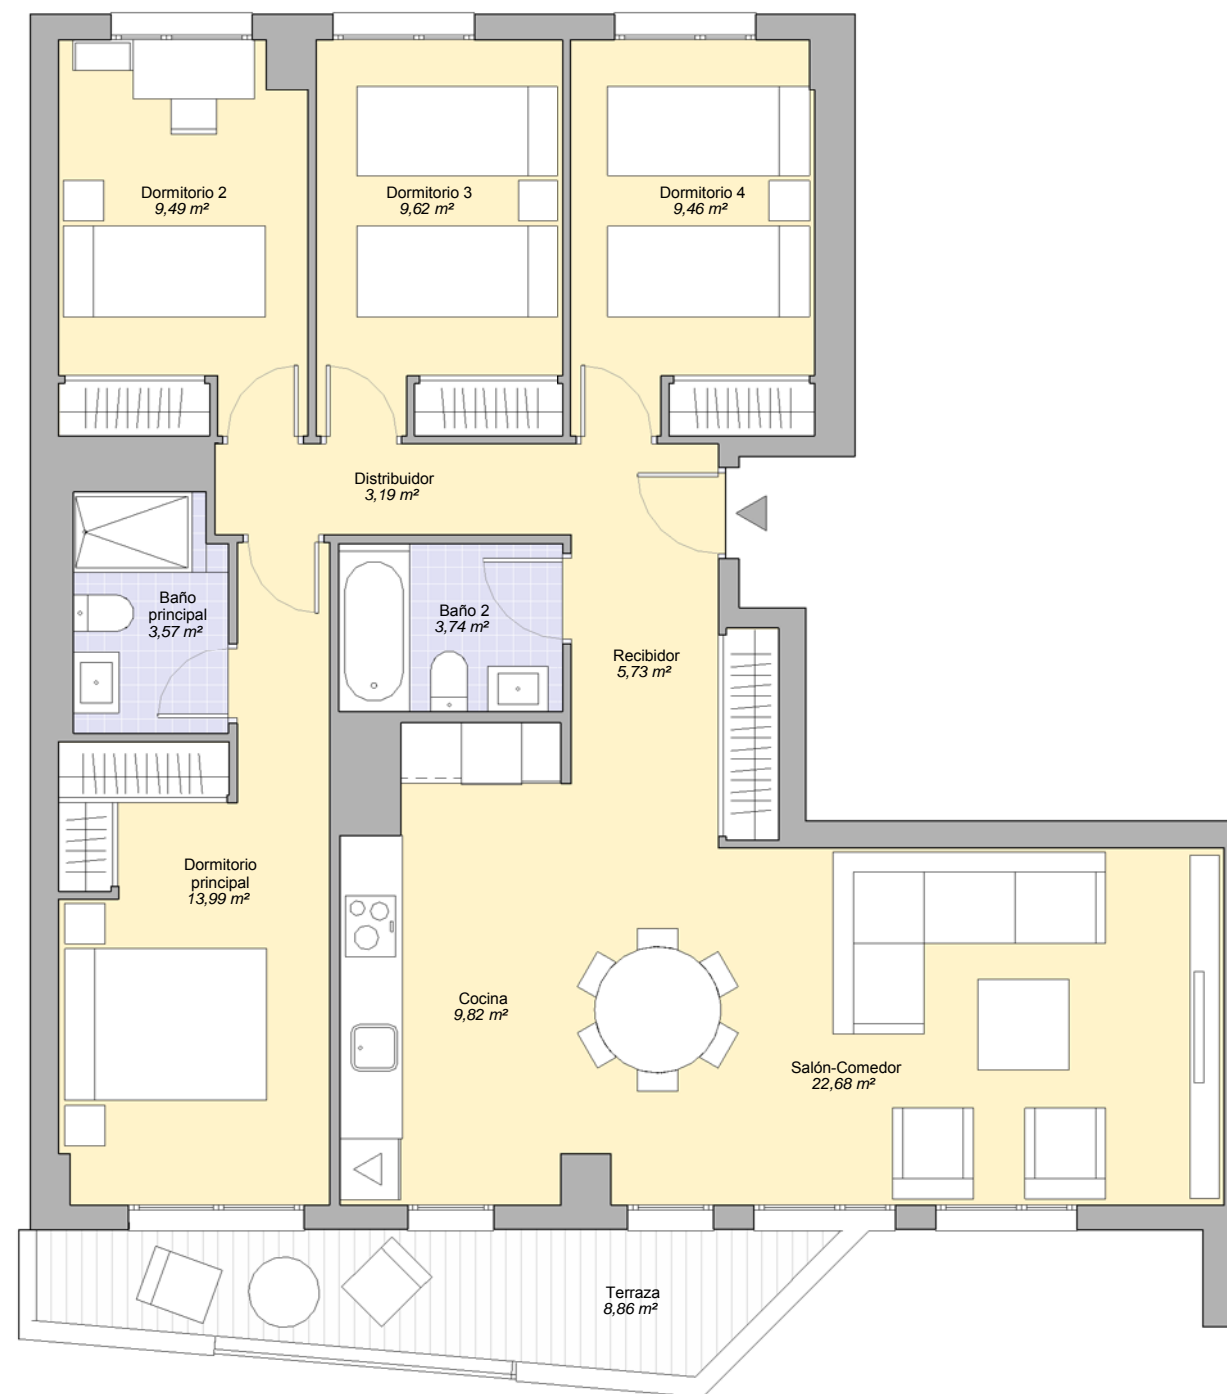 Dormitorio 2
9,49 m²
Dormitorio 3
9,62 m²
Dormitorio 4
9,46 m²
Distribuidor
3,19 m²
Baño
principal
3,57 m²
Baño 2
3,74 m²
Recibidor
5,73 m²
Dormitorio
principal
13,99 m²
Cocina
9,82 m²
Salón-Comedor
22,68 m²
Terraza
8,86 m²